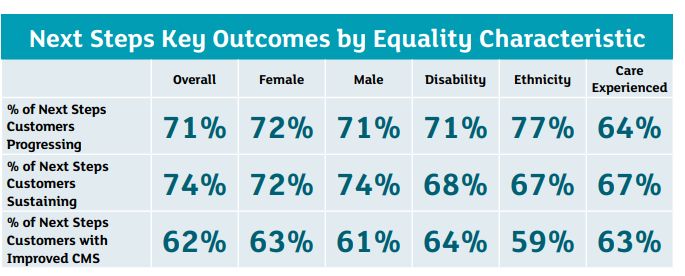 Next Steps Key Outcomes by Equality Characteristic
Overall Female Male Disability Ethnicity Care Experienced
% of Next Steps
Customers
Progressing
71% 72% 71% 71% 77% 64%
% of Next Steps
Customers
Sustaining
74% 72% 74% 68% 67% 67%
% of Next Steps
Customers with
Improved CMS
62% 63% 61% 64% 59% 63%